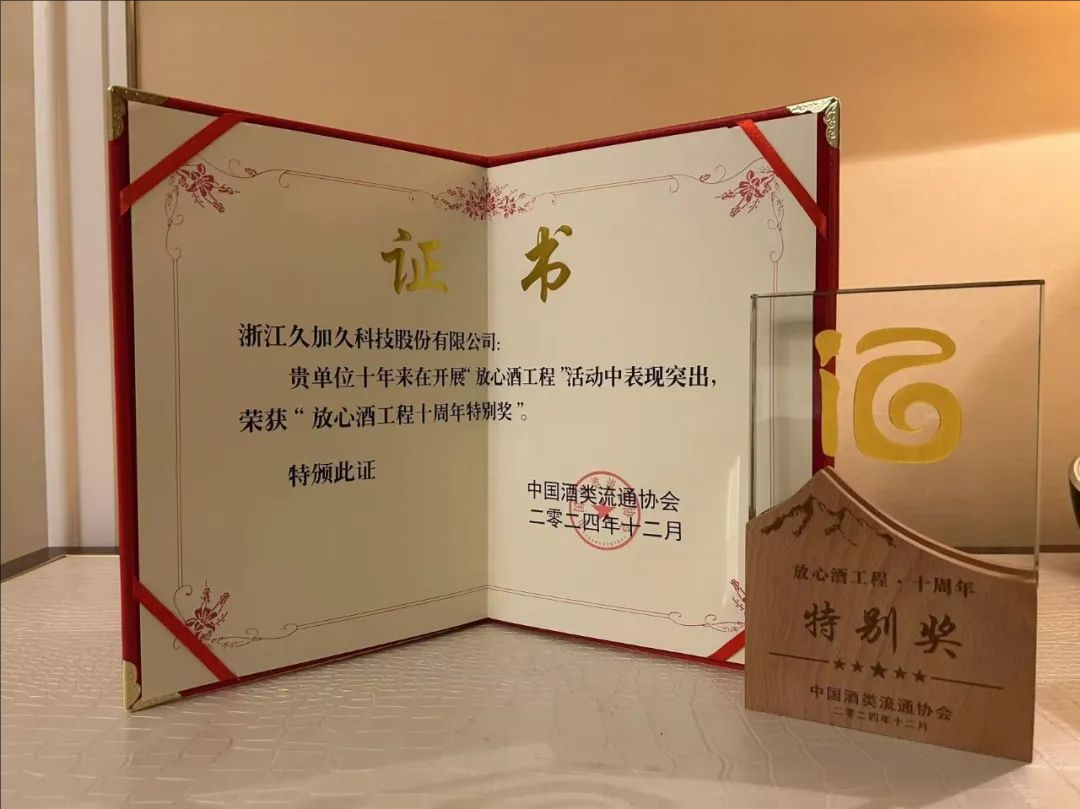 证书
浙江久加久科技股份有限公司:
贵单位十年来在开展“放心酒工程”活动中表现突出,
荣获“放心酒工程十周年特别奖”。
特颁此证
中国酒类流通协会
二零二四年十二月
放心酒工程·十周年
特别奖
中国酒类流通协会
二零二四年十二月